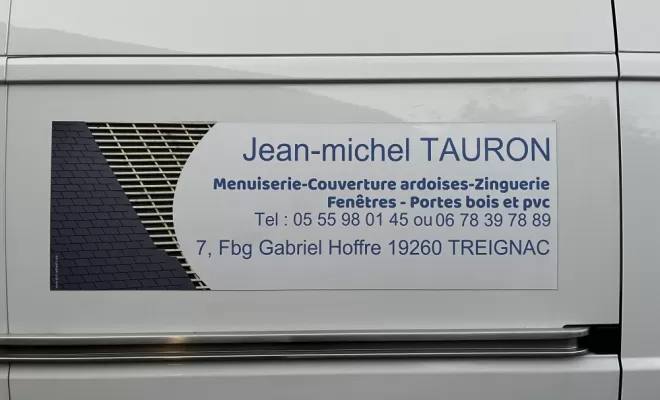 Jean-michel TAURON
Menuiserie-Couverture ardoises-Zinguerie
Fenêtres - Portes bois et pvc
Tel : 05 55 98 01 45 ou 06 78 39 78 89
7, Fbg Gabriel Hoffre 19260 TREIGNAC